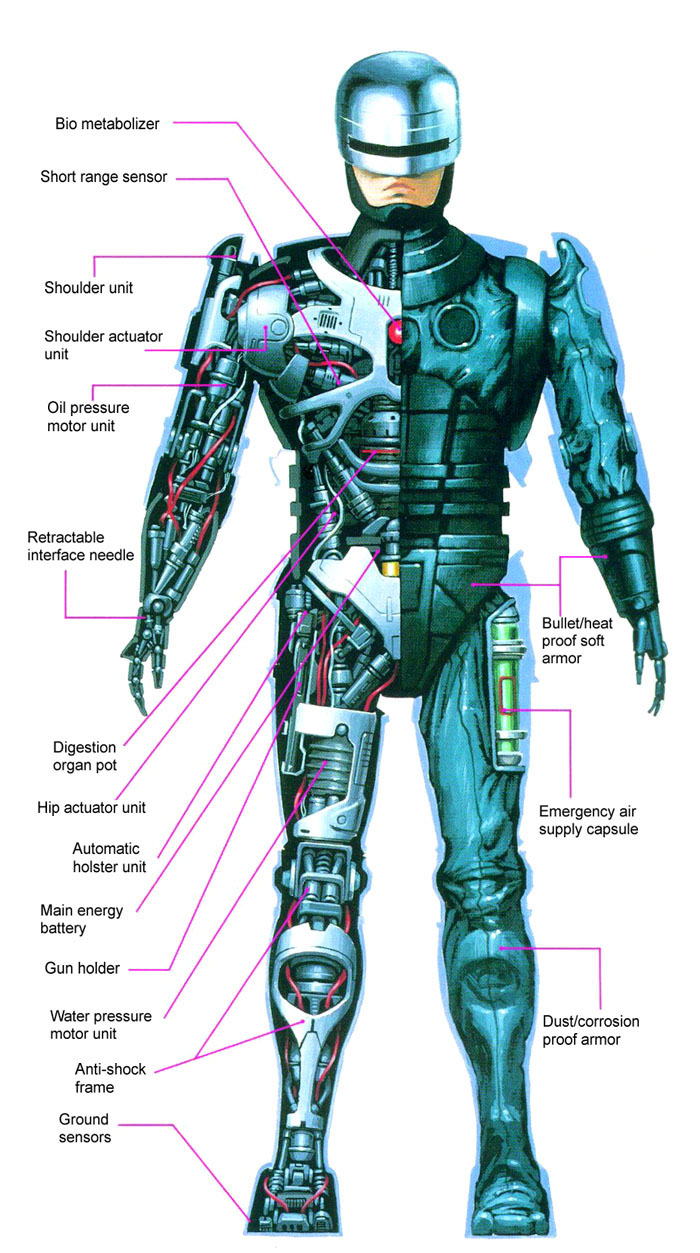 Bio metabolizer
Short range sensor
Shoulder unit
Shoulder actuator
unit
Oil pressure
motor unit
Retractable
interface needle
Digestion
organ pot
Hip actuator unit
Automatic
holster unit
Main energy
battery
Gun holder
Water pressure
motor unit
Anti-shock
frame
Ground
sensors
Bullet/heat
proof soft
armor
Emergency air
supply capsule
Dust/corrosion
proof armor